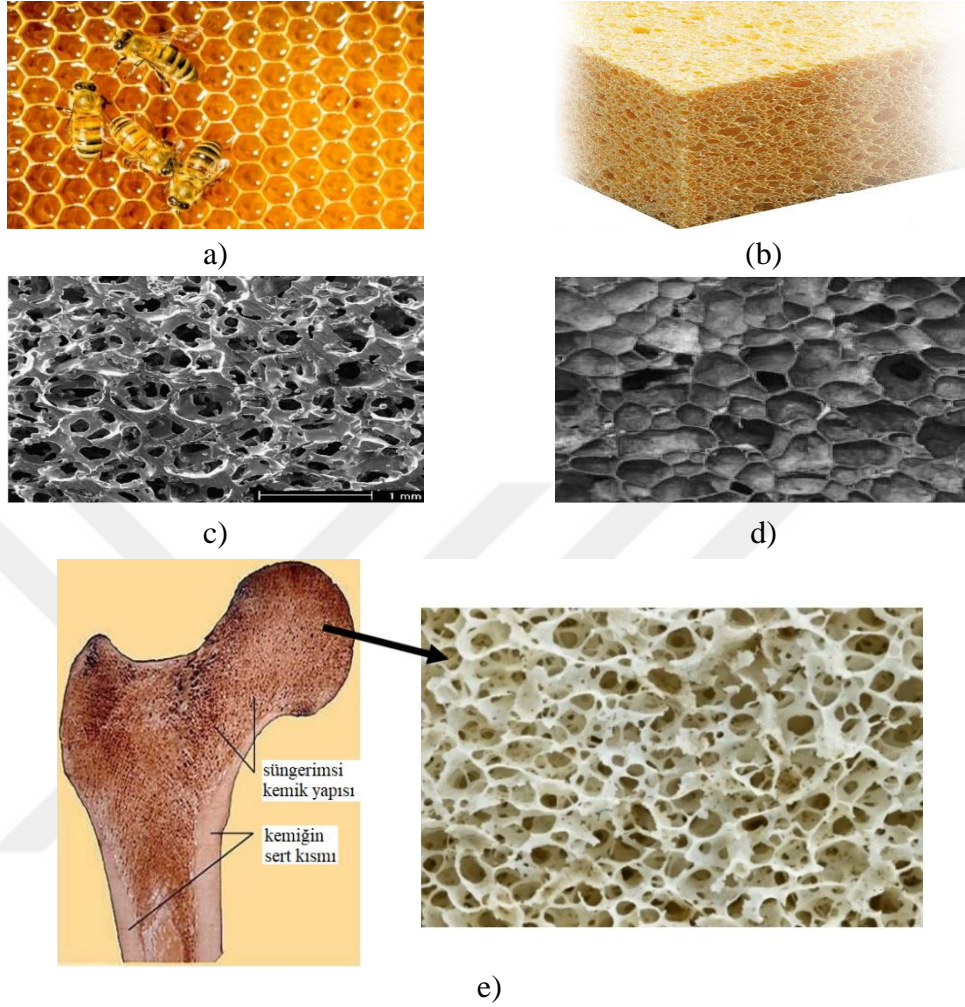 a)
(b)
1 mm
c)
d)
süngerimsi
kemik yapısı
kemiğin
sert kısmı
e)